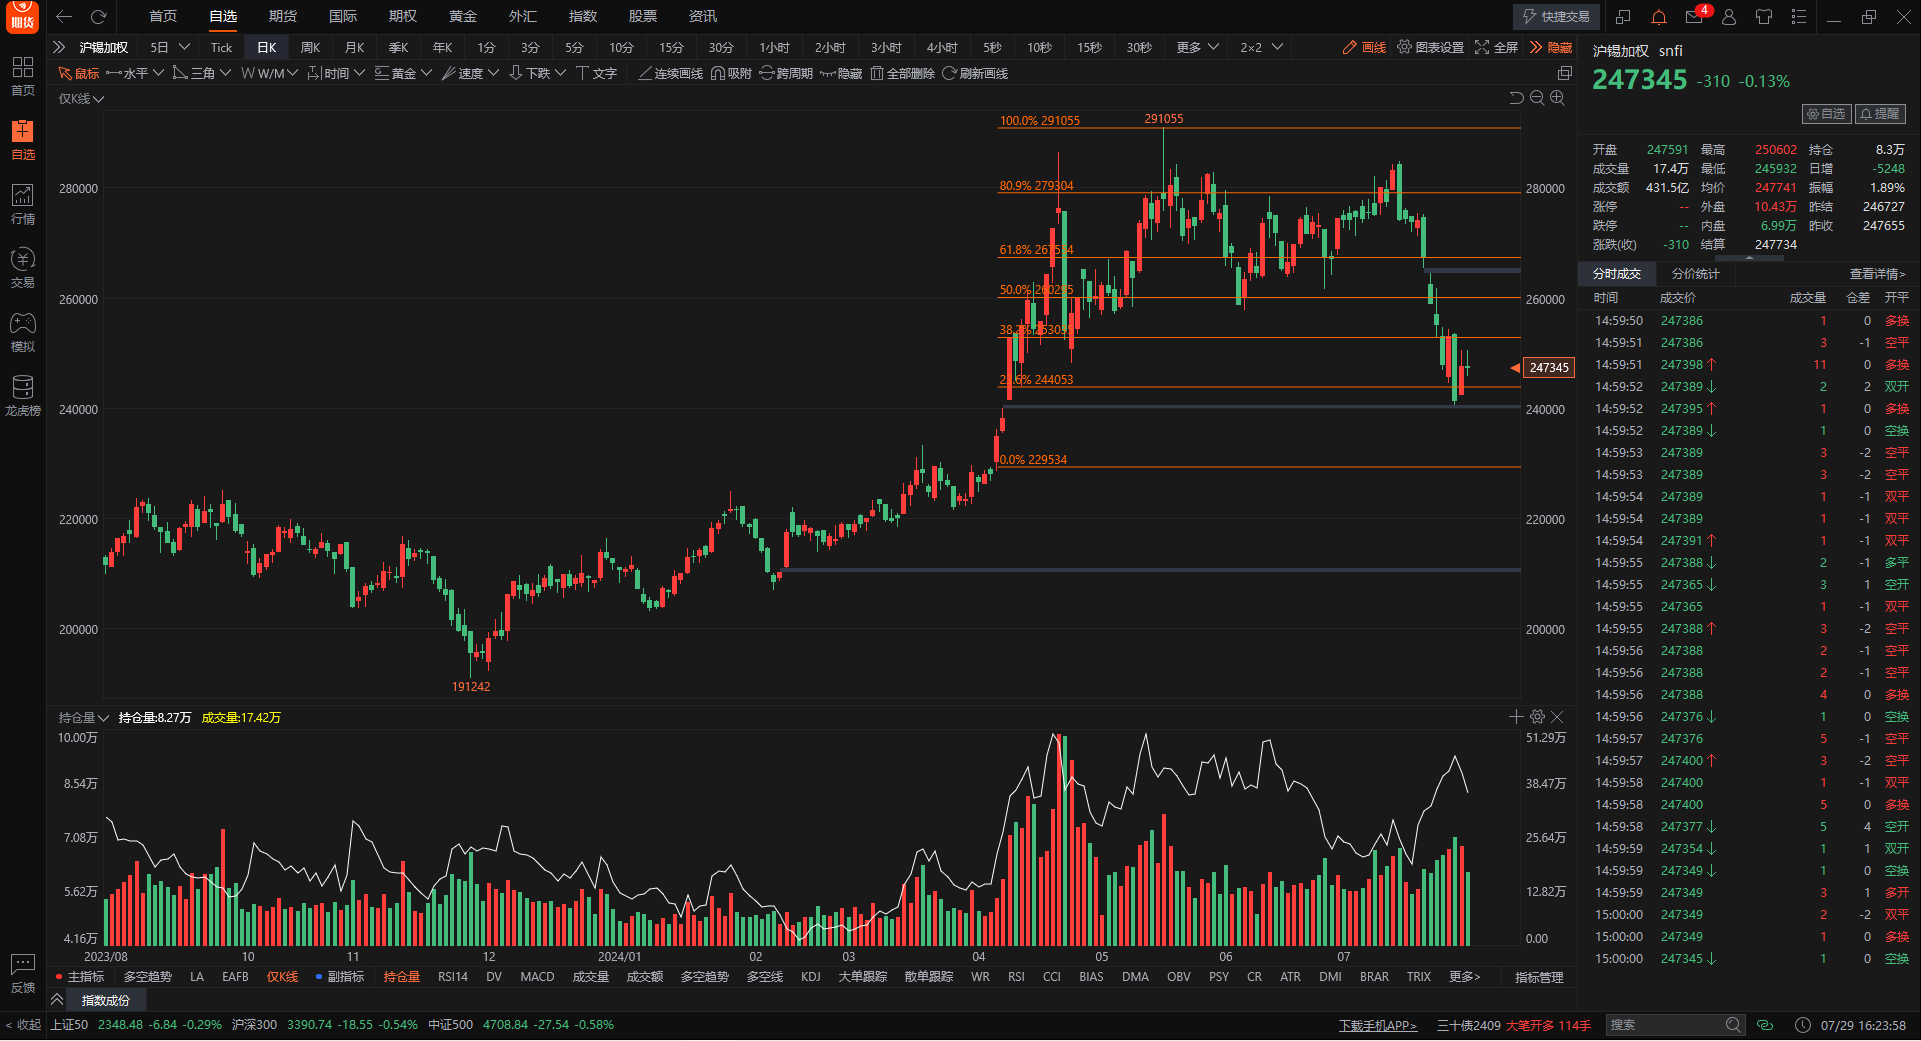 期货 首页 自选 期货 国际 期权 黄金 外汇 指数 股票 资讯 快捷交易 4
沪锡加权 5日 Tick 日K 周K 月K 季K 年K 1分 3分 5分 10分 15分 30分 1小时 2小时 3小时 4小时 5秒 10秒 15秒 30秒 更多 2×2 画线 图表设置 全屏 隐藏
鼠标 水平 三角 W/M 时间 黄金 速度 下跌 文字 连续画线 吸附 跨周期 隐藏 全部删除 刷新画线
仅K线
首页
自选
行情
交易
模拟
龙虎榜
反馈
< 收起
100.0% 291055
291055
80.9% 279304
61.8% 267554
50.0% 260295
38.2% 253035
23.6% 244053
0.0% 229534
191242
280000
260000
240000
220000
200000
280000
260000
247345
240000
220000
200000
持仓量 持仓量:8.27万 成交量:17.42万
10.00万
8.54万
7.08万
5.62万
4.16万
51.29万
38.47万
25.64万
12.82万
0.00
2023/08 10 11 12 2024/01 02 03 04 05 06 07
主指标 多空趋势 LA EAFB 仅K线 副指标 持仓量 RSI14 DV MACD 成交量 成交额 多空趋势 多空线 KDJ 大单跟踪 散单跟踪 WR RSI CCI BIAS DMA OBV PSY CR ATR DMI BRAR TRIX 更多> 指标管理
指数成份
沪锡加权 snfi
247345 -310 -0.13%
自选 提醒
开盘 247591 最高 250602 持仓 8.3万
成交量 17.4万 最低 245932 日增 -5248
成交额 431.5亿 均价 247741 振幅 1.89%
涨停 -- 外盘 10.43万 昨结 246727
跌停 -- 内盘 6.99万 昨收 247655
涨跌(收) -310 结算 247734
分时成交 分价统计 查看详情>
时间 成交价 成交量 仓差 开平
14:59:50 247386 1 0 多换
14:59:51 247386 3 -1 空平
14:59:51 247398↑ 11 0 多换
14:59:52 247389↓ 2 2 双开
14:59:52 247395↑ 1 0 多换
14:59:52 247389↓ 1 0 空换
14:59:53 247389 3 -2 空平
14:59:53 247389 3 -2 空平
14:59:54 247389 1 -1 双平
14:59:54 247389 1 -1 双平
14:59:54 247391↑ 1 -1 双平
14:59:55 247388↓ 2 -1 多平
14:59:55 247365↓ 3 1 空开
14:59:55 247365 1 -1 双平
14:59:55 247388↑ 3 -2 空平
14:59:56 247388 2 -1 空平
14:59:56 247388 2 -1 空平
14:59:56 247388 4 0 多换
14:59:56 247376↓ 1 0 空换
14:59:57 247376 5 -1 空平
14:59:57 247400↑ 3 -2 空平
14:59:58 247400 1 -1 双平
14:59:58 247400 5 0 多换
14:59:58 247377↓ 5 4 空开
14:59:59 247354↓ 1 1 双开
14:59:59 247349↓ 1 0 空换
14:59:59 247349 3 1 多开
15:00:00 247349 2 -2 双平
15:00:00 247349 1 0 多换
15:00:00 247345↓ 1 0 空换
上证50 2348.48 -6.84 -0.29% 沪深300 3390.74 -18.55 -0.54% 中证500 4708.84 -27.54 -0.58% 下载手机APP> 三十债2409 大笔开多 114手 搜索 07/29 16:23:58